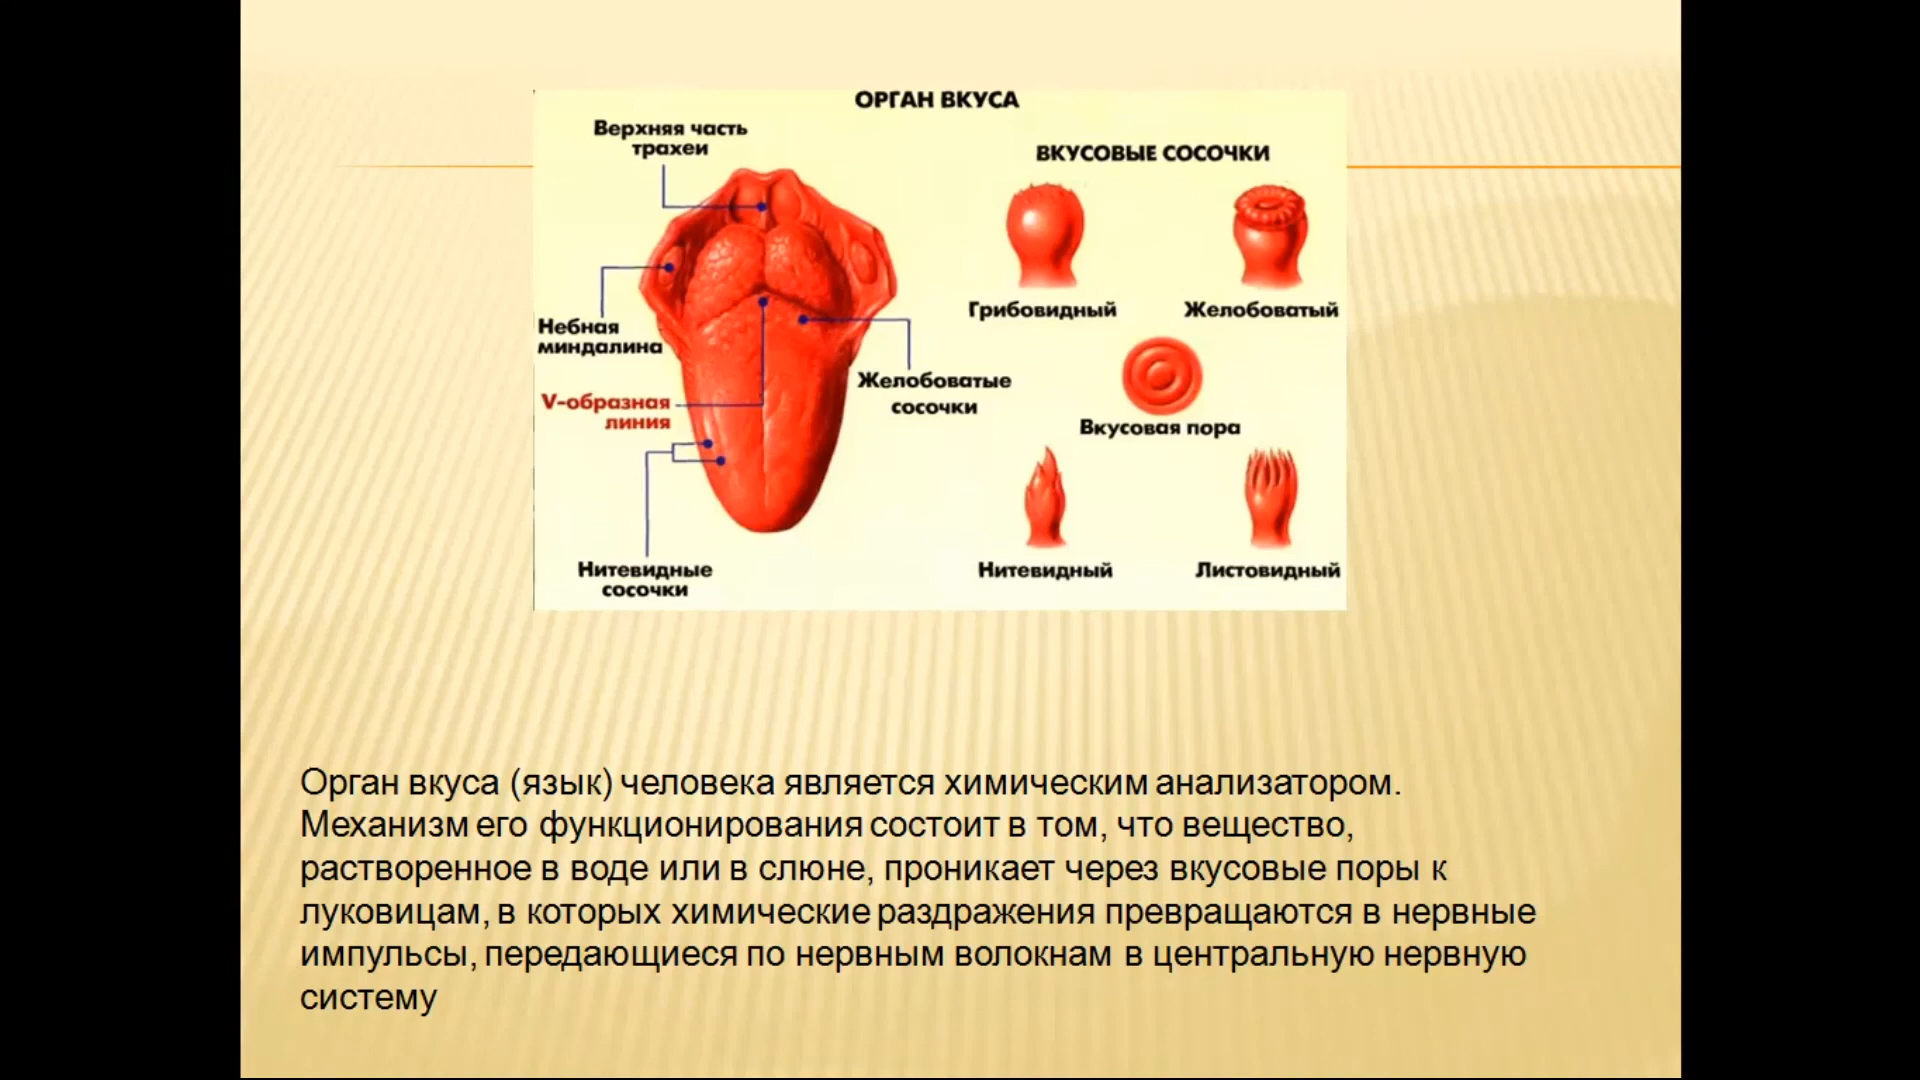 ОРГАН ВКУСА
Верхняя часть
трахеи
ВКУСОВЫЕ СОСОЧКИ
Грибовидный
Желобоватый
Небная
миндалина
Желобоватые
сосочки
V-образная
линия
Вкусовая пора
Нитевидные
сосочки
Нитевидный
Листовидный
Орган вкуса (язык) человека является химическим анализатором.
Механизм его функционирования состоит в том, что вещество,
растворенное в воде или в слюне, проникает через вкусовые поры к
луковицам, в которых химические раздражения превращаются в нервные
импульсы, передающиеся по нервным волокнам в центральную нервную
систему